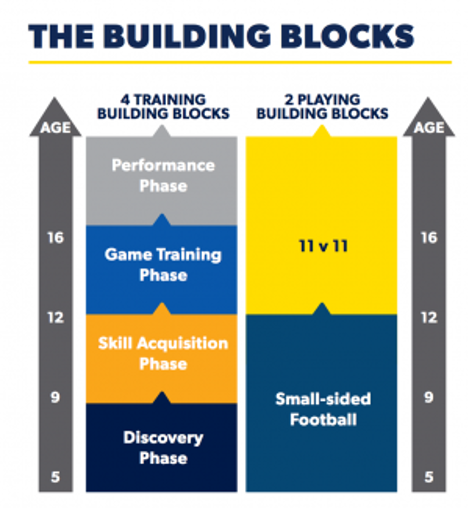 THE BUILDING BLOCKS
4 TRAINING
BUILDING BLOCKS
2 PLAYING
BUILDING BLOCKS
AGE
AGE
Performance
Phase
16
16
11 v 11
Game Training
Phase
12
12
Skill Acquisition
Phase
9
9
Small-sided
Football
Discovery
Phase
5
5